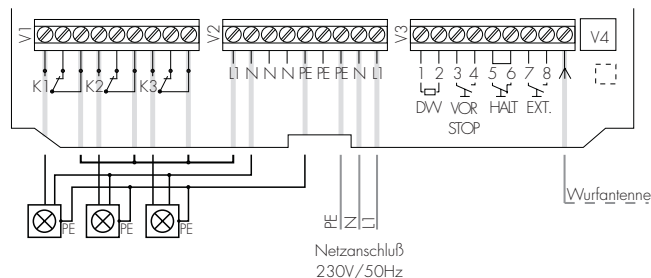 V1
V2
V3
V4
K1 K2 K3
L1 N N N PE PE PE N L1
1 2 3 4 5 6 7 8
DW VOR HALT EXT.
STOP
Wurfantenne
PE PE PE
PE N L1
Netzanschluß
230V/50Hz